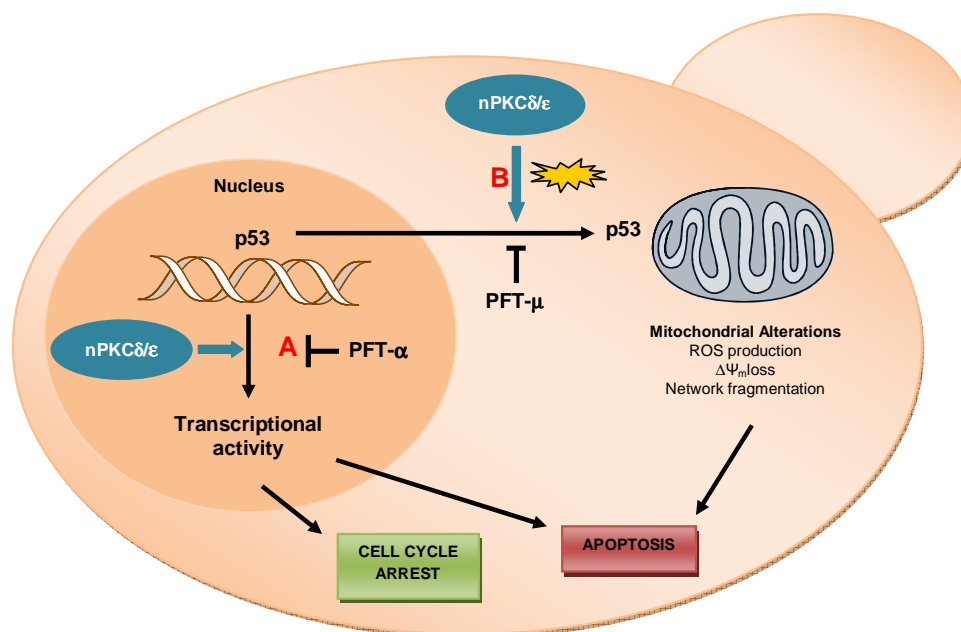 nPKCδ/ε
B
Nucleus
p53
p53
PFT-μ
nPKCδ/ε
A
PFT-α
Mitochondrial Alterations
ROS production
ΔΨmloss
Network fragmentation
Transcriptional
activity
CELL CYCLE
ARREST
APOPTOSIS